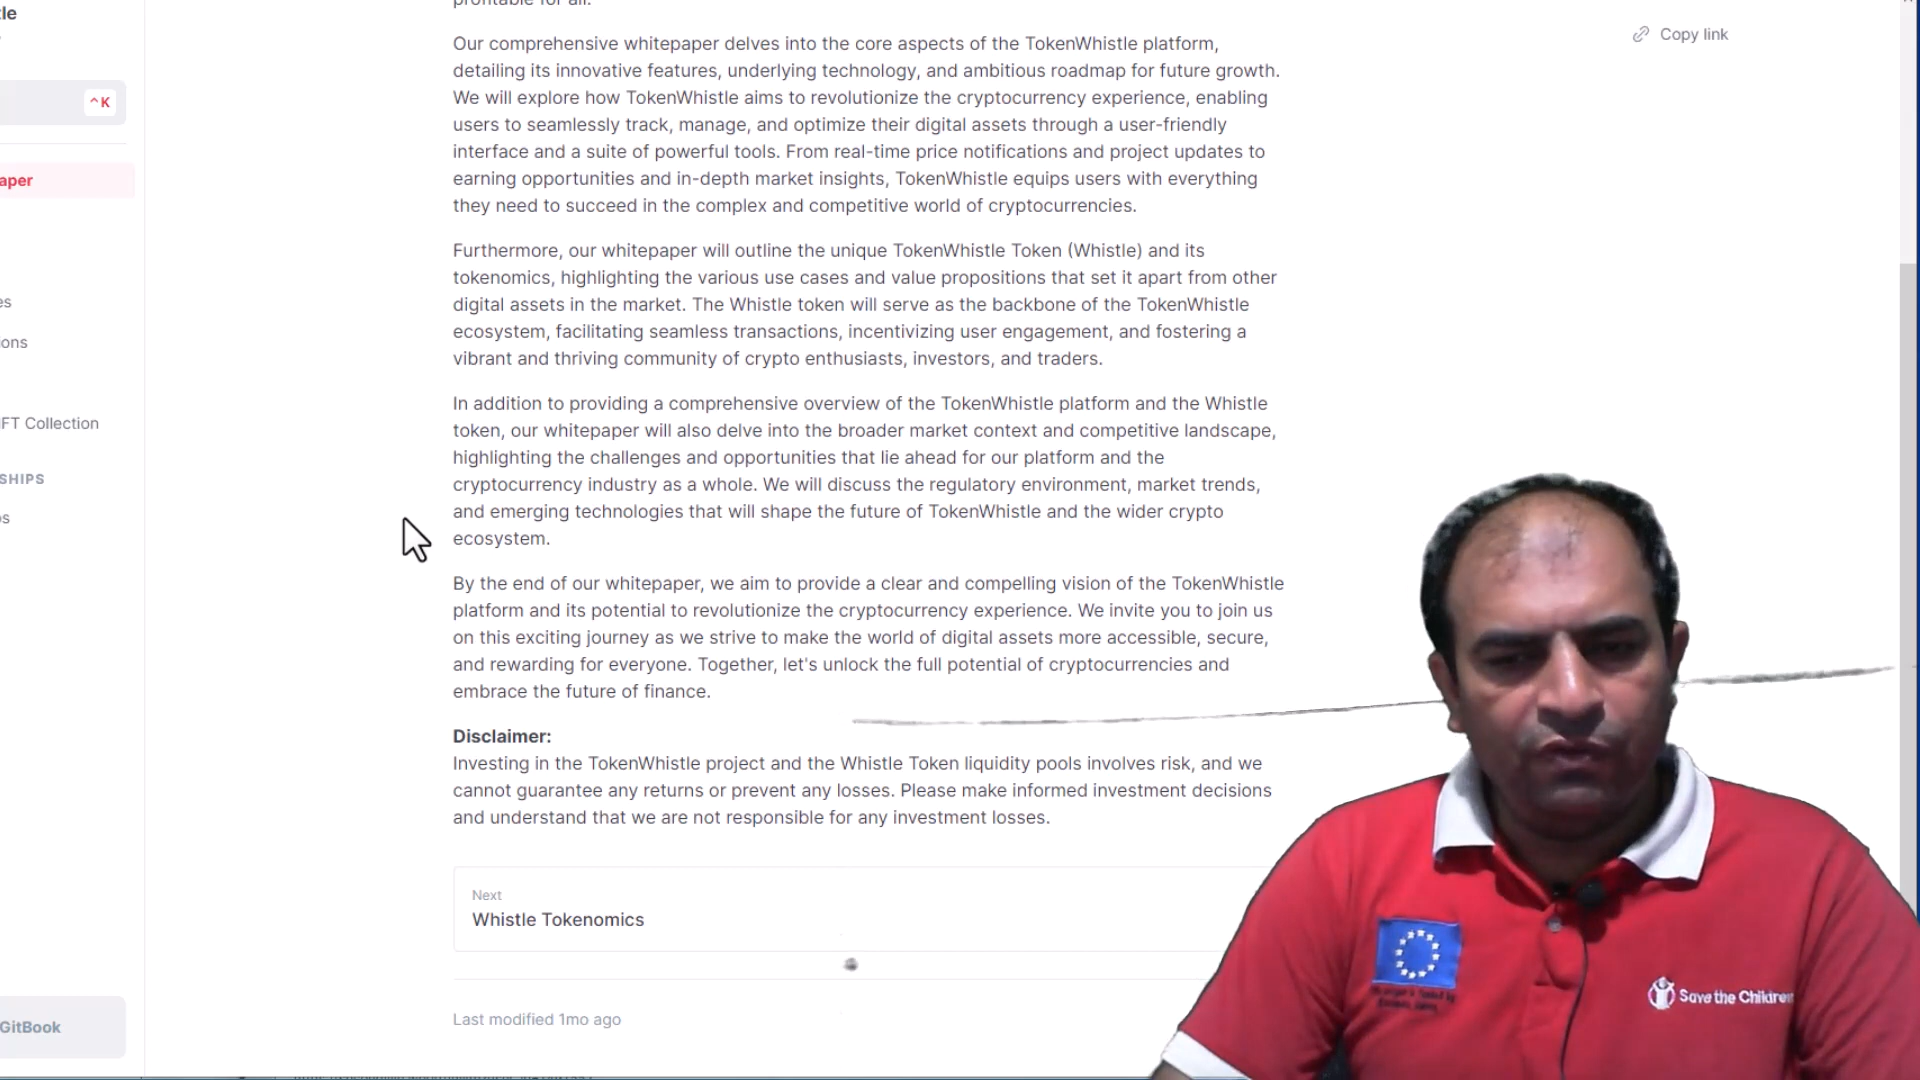 tle
Copy link
^K
profitable for all.
Our comprehensive whitepaper delves into the core aspects of the TokenWhistle platform,
detailing its innovative features, underlying technology, and ambitious roadmap for future growth.
We will explore how TokenWhistle aims to revolutionize the cryptocurrency experience, enabling
users to seamlessly track, manage, and optimize their digital assets through a user-friendly
interface and a suite of powerful tools. From real-time price notifications and project updates to
earning opportunities and in-depth market insights, TokenWhistle equips users with everything
they need to succeed in the complex and competitive world of cryptocurrencies.
aper
Furthermore, our whitepaper will outline the unique TokenWhistle Token (Whistle) and its
tokenomics, highlighting the various use cases and value propositions that set it apart from other
digital assets in the market. The Whistle token will serve as the backbone of the TokenWhistle
ecosystem, facilitating seamless transactions, incentivizing user engagement, and fostering a
vibrant and thriving community of crypto enthusiasts, investors, and traders.
es
ons
In addition to providing a comprehensive overview of the TokenWhistle platform and the Whistle
token, our whitepaper will also delve into the broader market context and competitive landscape,
highlighting the challenges and opportunities that lie ahead for our platform and the
cryptocurrency industry as a whole. We will discuss the regulatory environment, market trends,
and emerging technologies that will shape the future of TokenWhistle and the wider crypto
ecosystem.
FT Collection
SHIPS
s
By the end of our whitepaper, we aim to provide a clear and compelling vision of the TokenWhistle
platform and its potential to revolutionize the cryptocurrency experience. We invite you to join us
on this exciting journey as we strive to make the world of digital assets more accessible, secure,
and rewarding for everyone. Together, let's unlock the full potential of cryptocurrencies and
embrace the future of finance.
Disclaimer:
Investing in the TokenWhistle project and the Whistle Token liquidity pools involves risk, and we
cannot guarantee any returns or prevent any losses. Please make informed investment decisions
and understand that we are not responsible for any investment losses.
Next
Whistle Tokenomics
Last modified 1mo ago
GitBook
Save the Children